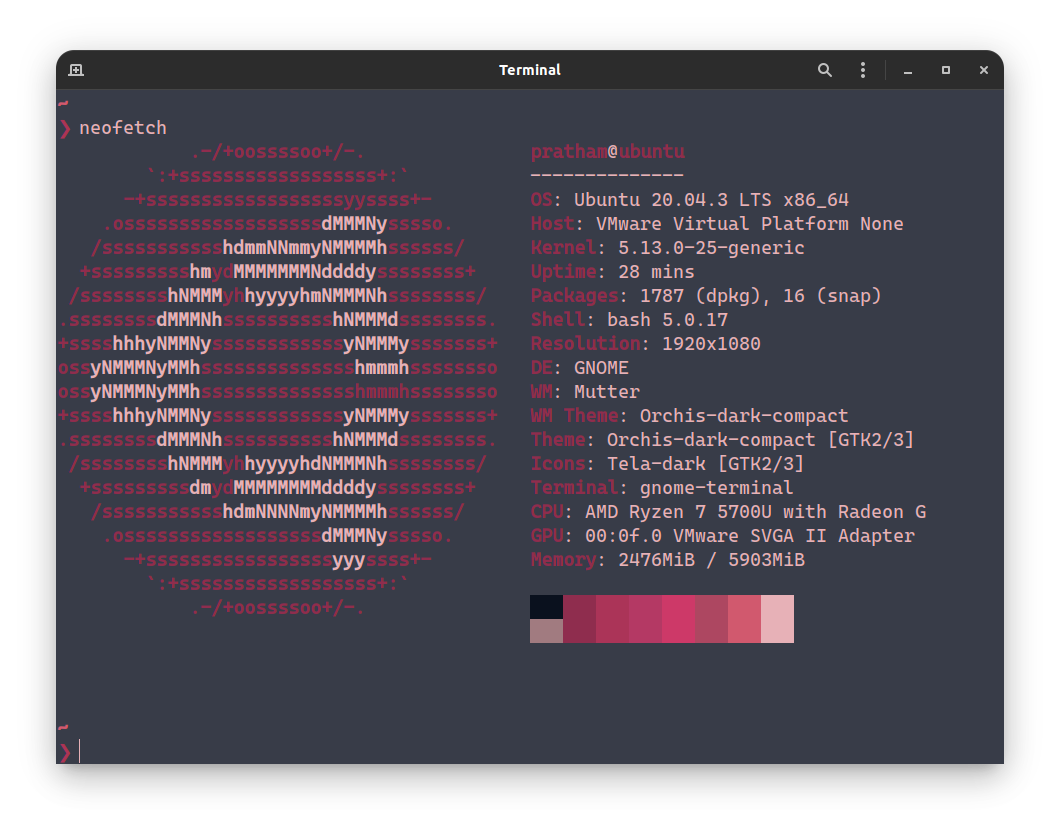 Terminal
~
❯ neofetch
.-/+oossssoo+/-.
`:+ssssssssssssssssss+:`
-+ssssssssssssssssssyyssss+-
.ossssssssssssssssssdMMMNysssso.
/ssssssssssshdmmNNmmyNMMMMhssssss/
+ssssssssshmydMMMMMMMNddddyssssssss+
/sssssssshNMMMyhhyyyyhmNMMMNhssssssss/
.ssssssssdMMMNhsssssssssshNMMMdssssssss.
+sssshhhyNMMNyssssssssssssyNMMMysssssss+
ossyNMMMNyMMhsssssssssssssshmmmhssssssso
ossyNMMMNyMMhsssssssssssssshmmmhssssssso
+sssshhhyNMMNyssssssssssssyNMMMysssssss+
.ssssssssdMMMNhsssssssssshNMMMdssssssss.
/sssssssshNMMMyhhyyyyhdNMMMNhssssssss/
+sssssssssdmydMMMMMMMMddddyssssssss+
/ssssssssssshdmNNNNmyNMMMMhssssss/
.ossssssssssssssssssdMMMNysssso.
-+sssssssssssssssssyyyssss+-
`:+ssssssssssssssssss+:`
.-/+oossssoo+/-.
pratham@ubuntu
--------------
OS: Ubuntu 20.04.3 LTS x86_64
Host: VMware Virtual Platform None
Kernel: 5.13.0-25-generic
Uptime: 28 mins
Packages: 1787 (dpkg), 16 (snap)
Shell: bash 5.0.17
Resolution: 1920x1080
DE: GNOME
WM: Mutter
WM Theme: Orchis-dark-compact
Theme: Orchis-dark-compact [GTK2/3]
Icons: Tela-dark [GTK2/3]
Terminal: gnome-terminal
CPU: AMD Ryzen 7 5700U with Radeon G
GPU: 00:0f.0 VMware SVGA II Adapter
Memory: 2476MiB / 5903MiB
~
❯